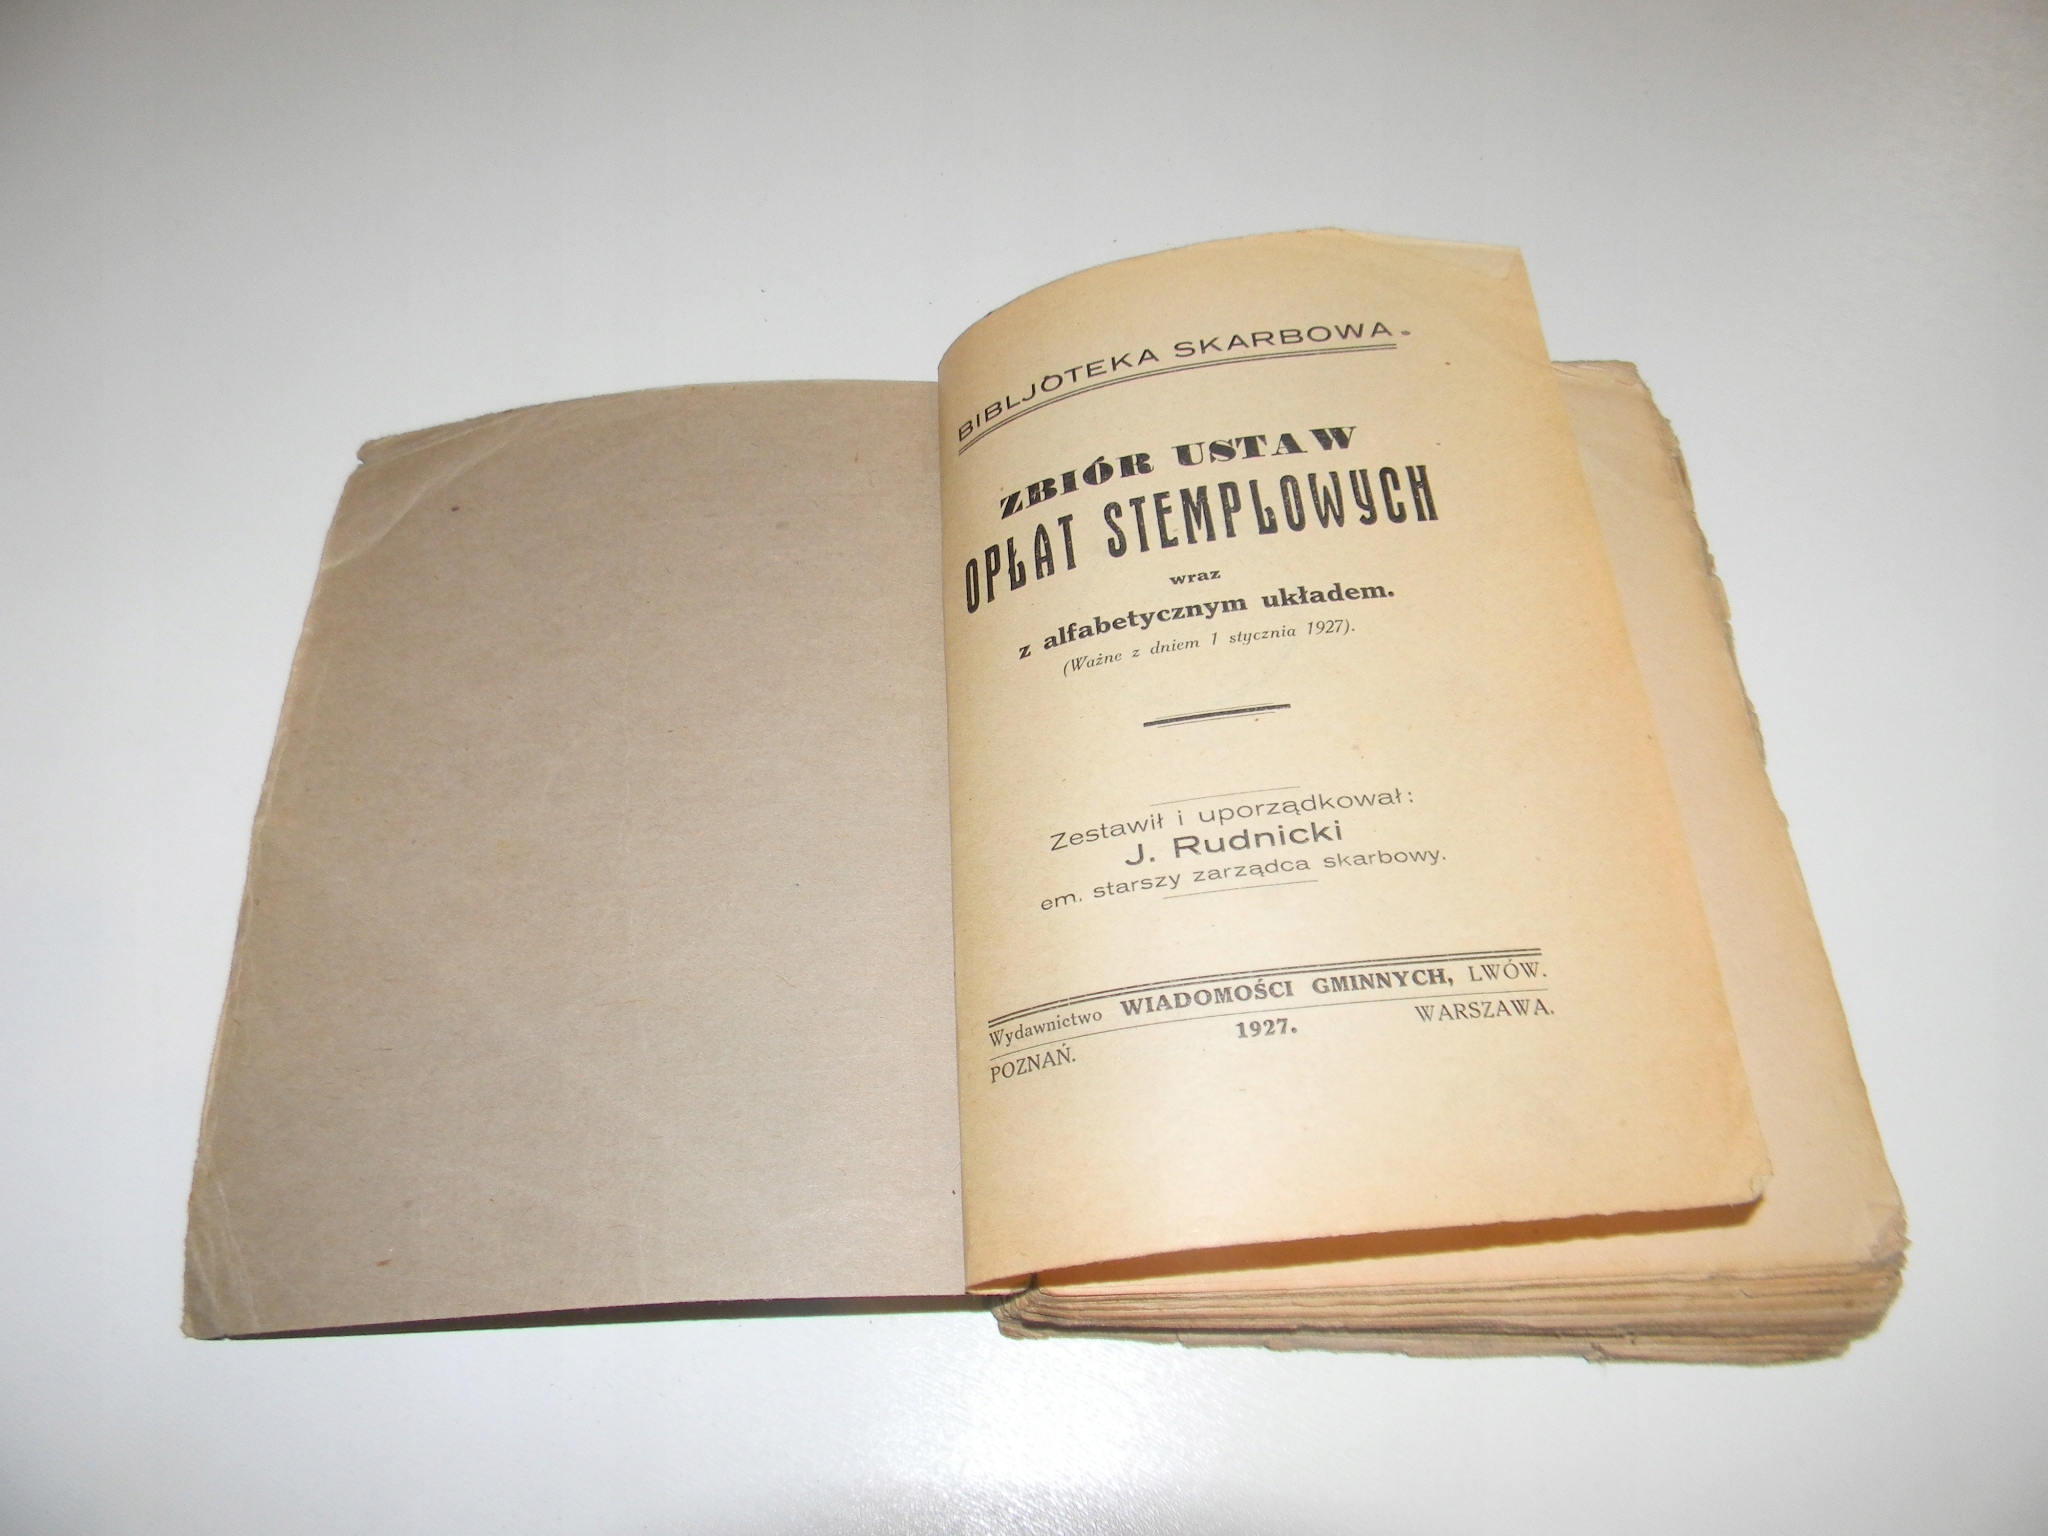 BIBLJOTEKA SKARBOWA.
ZBIÓR USTAW
OPŁAT STEMPLOWYCH
wraz
z alfabetycznym układem.
(Ważne z dniem 1 stycznia 1927).
Zestawił i uporządkował:
J. Rudnicki
em. starszy zarządca skarbowy.
Wydawnictwo WIADOMOŚCI GMINNYCH, LWÓW.
POZNAŃ. 1927. WARSZAWA.